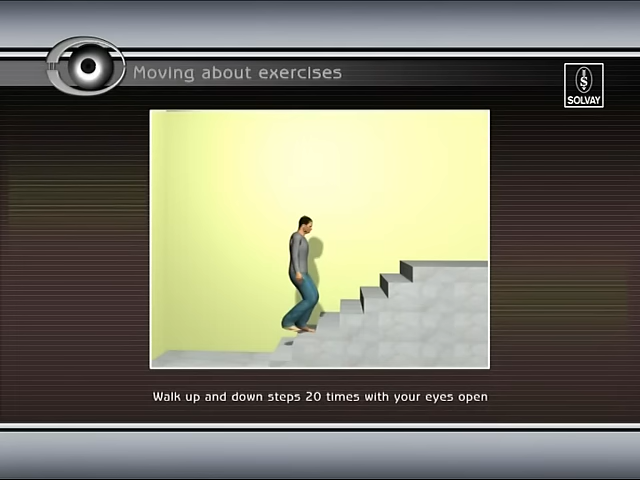 Moving about exercises
S
SOLVAY
Walk up and down steps 20 times with your eyes open